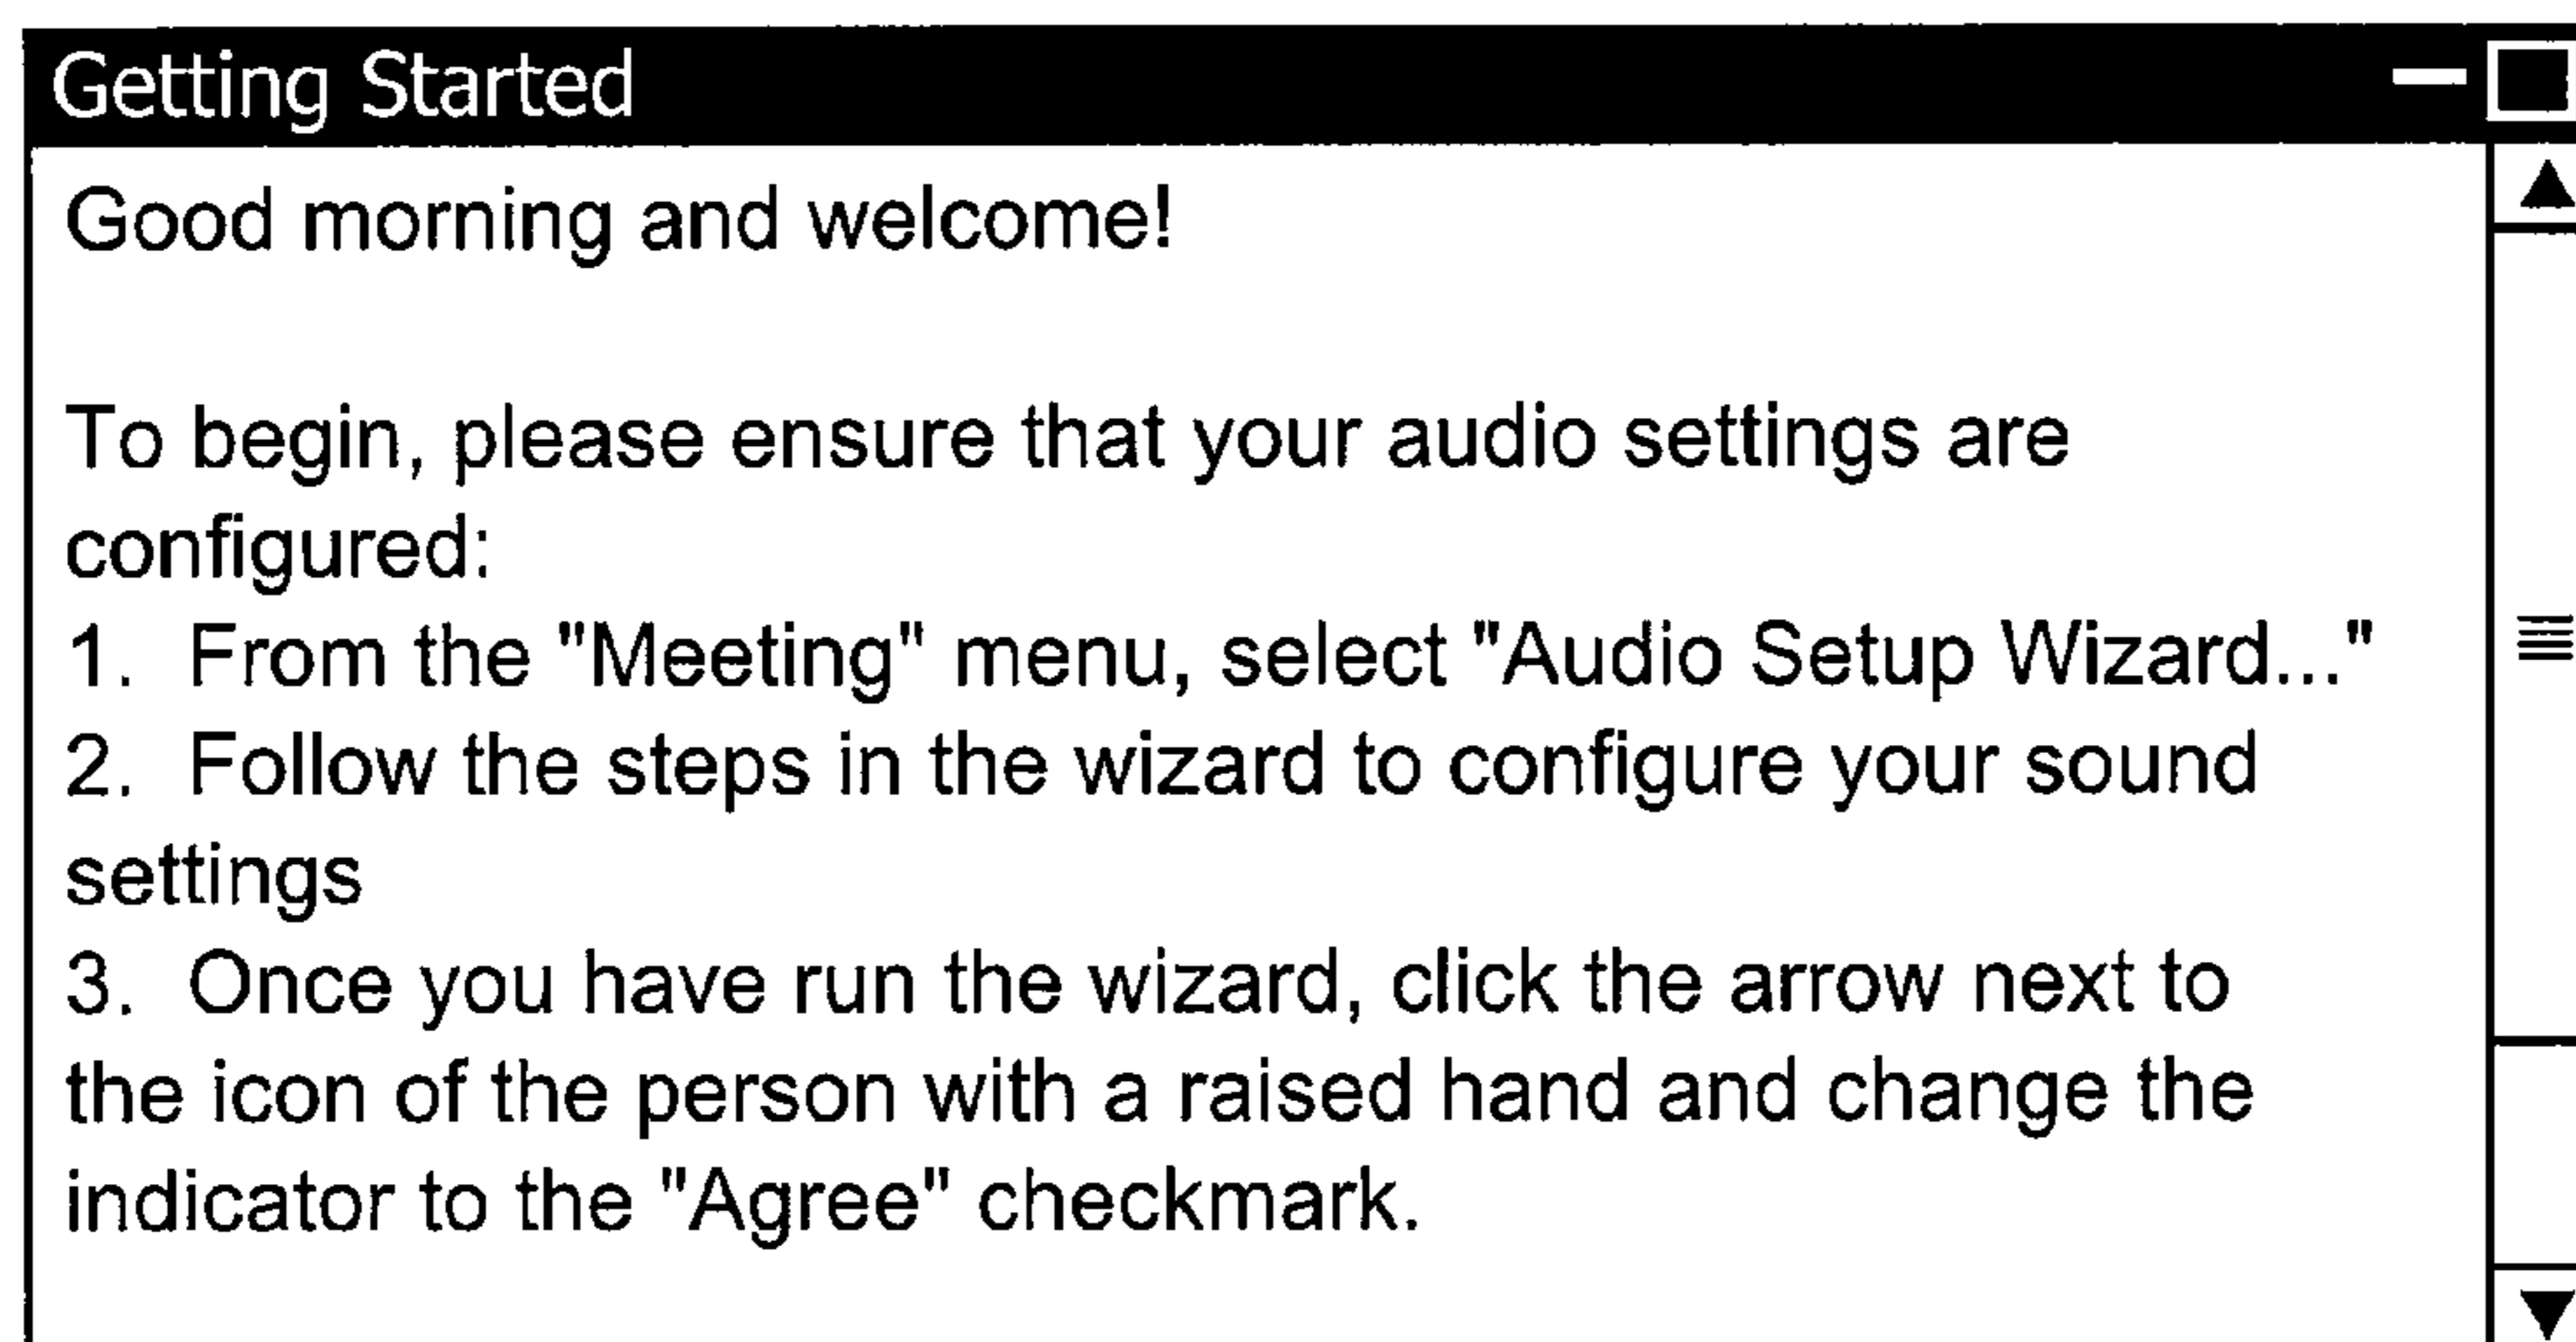 Getting Started
Good morning and welcome!
To begin, please ensure that your audio settings are
configured:
1. From the "Meeting" menu, select "Audio Setup Wizard..."
2. Follow the steps in the wizard to configure your sound
settings
3. Once you have run the wizard, click the arrow next to
the icon of the person with a raised hand and change the
indicator to the "Agree" checkmark.